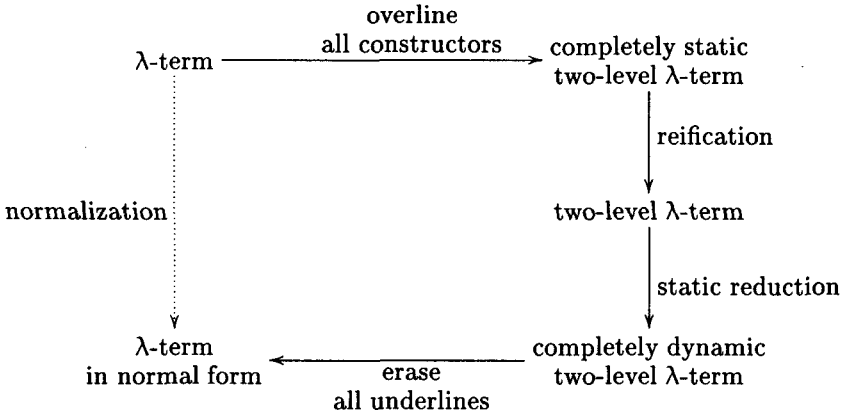 overline
all constructors
λ-term
completely static
two-level λ-term
reification
normalization
two-level λ-term
static reduction
λ-term
in normal form
completely dynamic
two-level λ-term
erase
all underlines